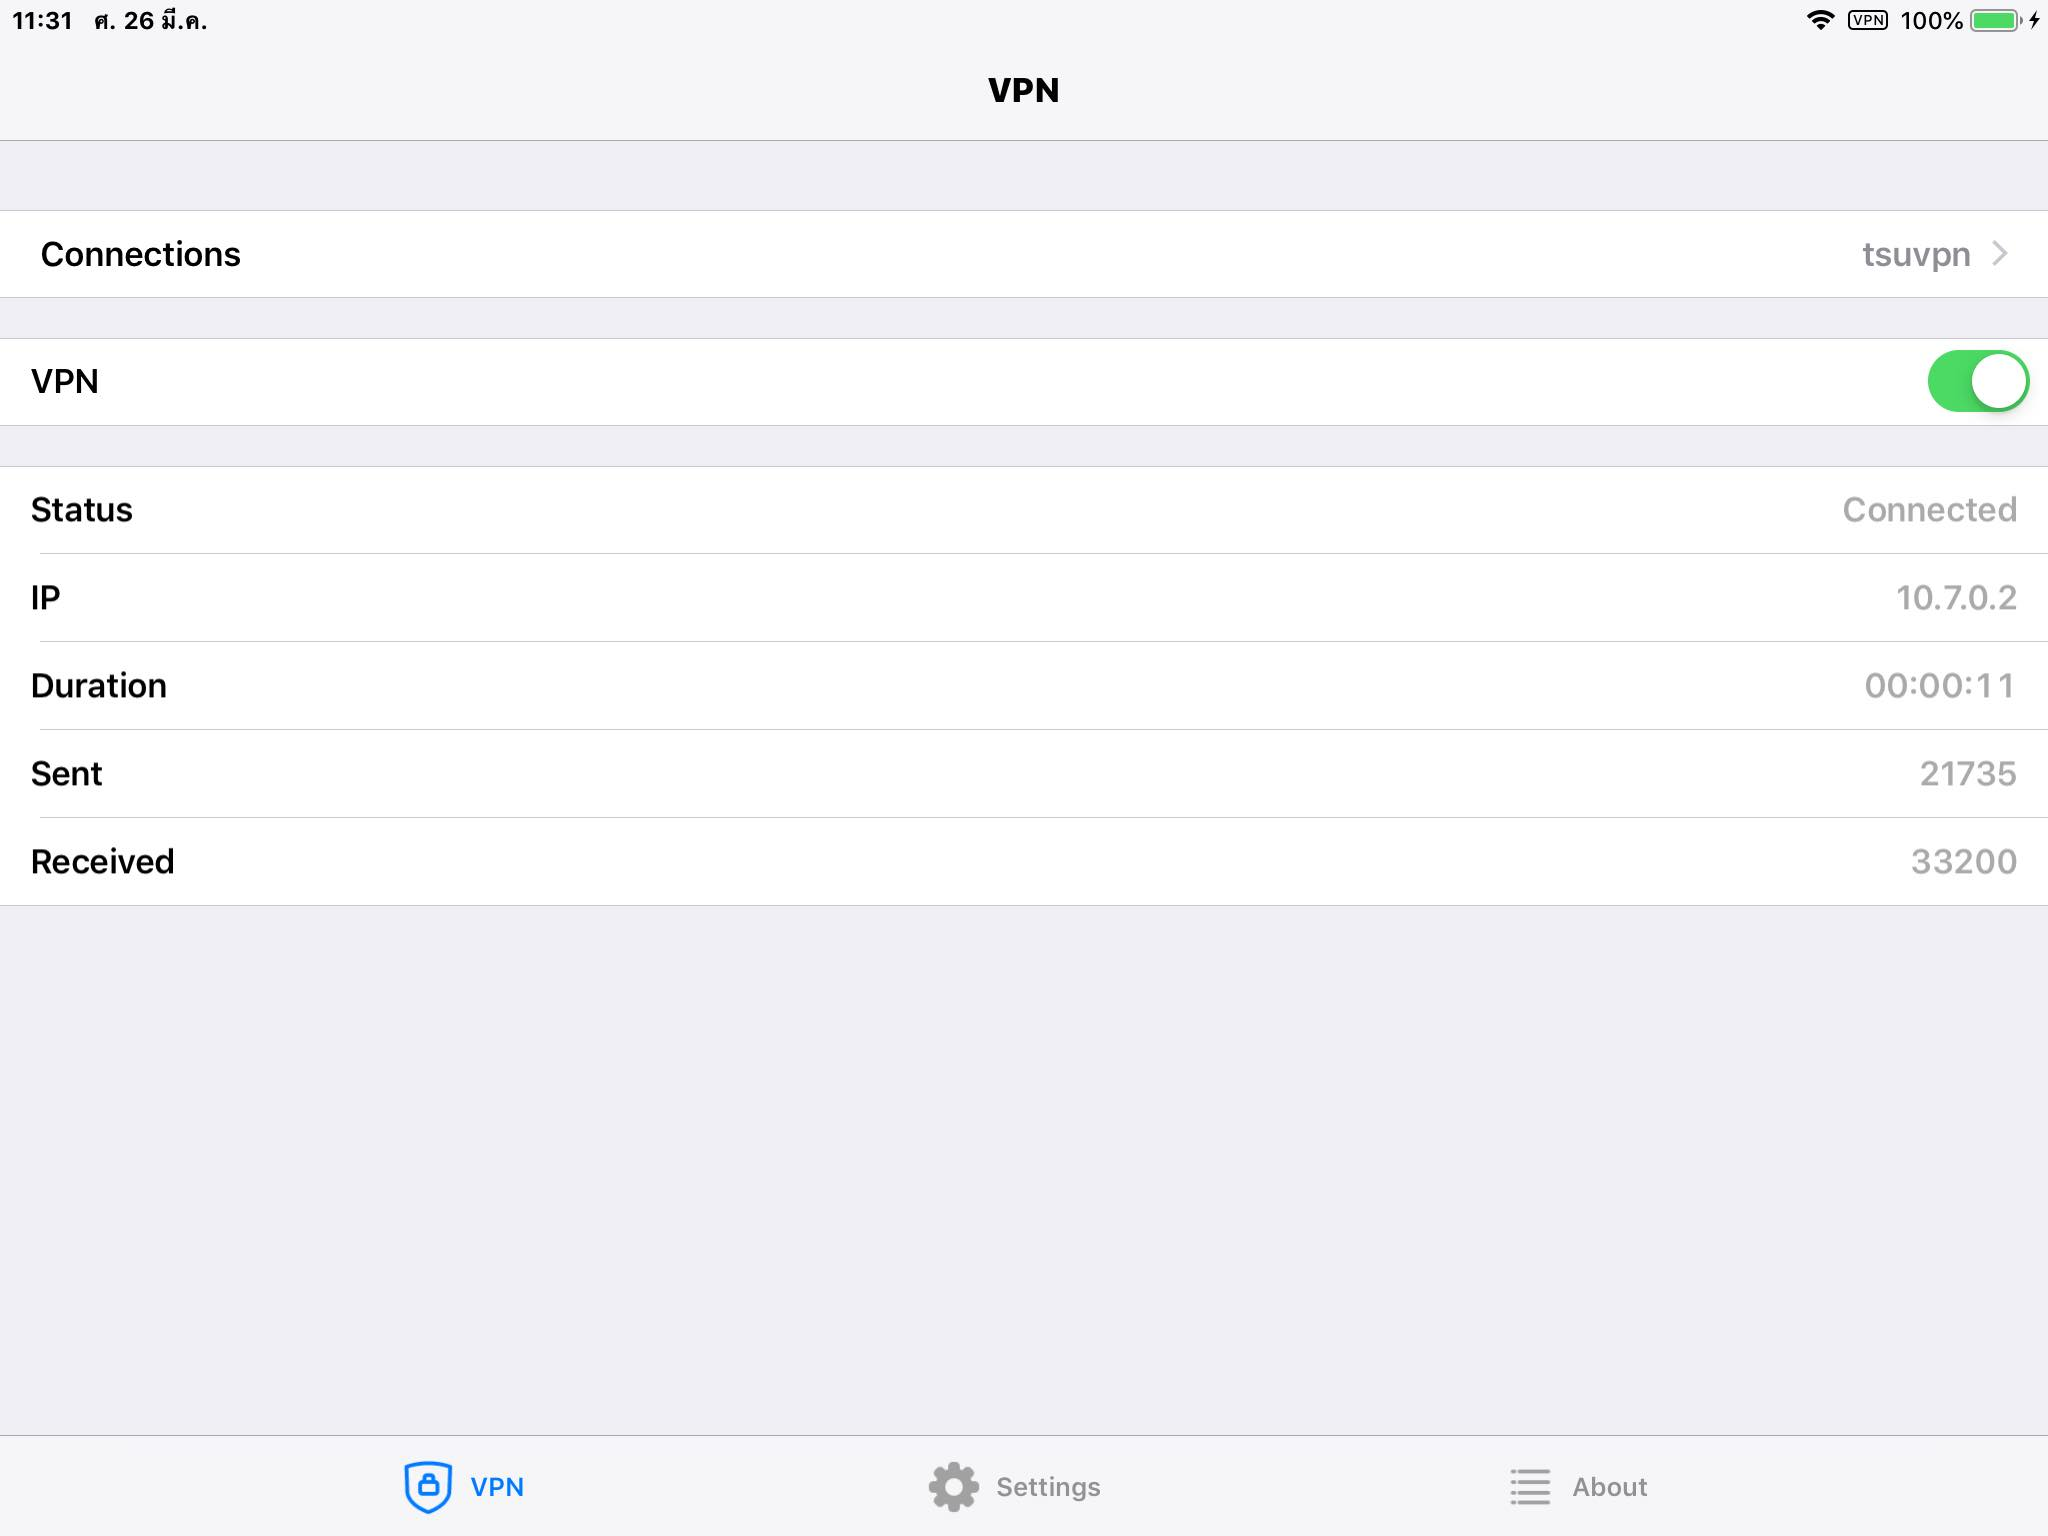 11:31 ศ. 26 มี.ค. VPN 100%
VPN
Connections tsuvpn
VPN
Status Connected
IP 10.7.0.2
Duration 00:00:11
Sent 21735
Received 33200
VPN Settings About